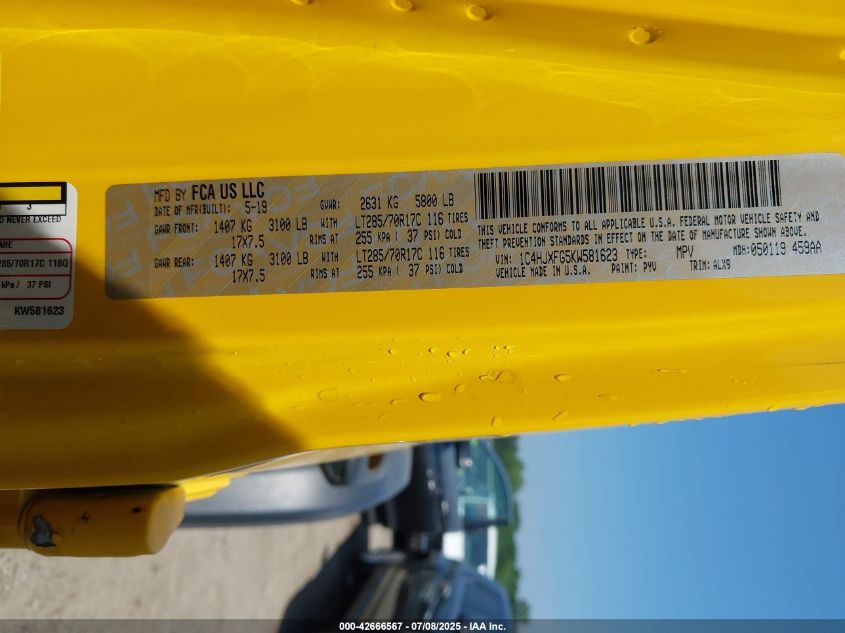 3
D NEVER EXCEED
ARE
285/70R17C 116Q
kPa / 37 PSI
KW581623
MFD BY FCA US LLC
DATE OF MFR(BUILT): 5-19 GVWR: 2631 KG 5800 LB
GAWR FRONT: 1407 KG 3100 LB WITH LT285/70R17C 116 TIRES
17X7.5 RIMS AT 255 KPA ( 37 PSI) COLD
GAWR REAR: 1407 KG 3100 LB WITH LT285/70R17C 116 TIRES
17X7.5 RIMS AT 255 KPA ( 37 PSI) COLD
THIS VEHICLE CONFORMS TO ALL APPLICABLE U.S.A. FEDERAL MOTOR VEHICLE SAFETY AND
THEFT PREVENTION STANDARDS IN EFFECT ON THE DATE OF MANUFACTURE SHOWN ABOVE.
VIN: 1C4HJXFG5KW581623 TYPE: MPV MDH: 050119 459AA
VEHICLE MADE IN U.S.A. PAINT: PYV TRIM: ALX9
000-42666567 - 07/08/2025 - IAA Inc.